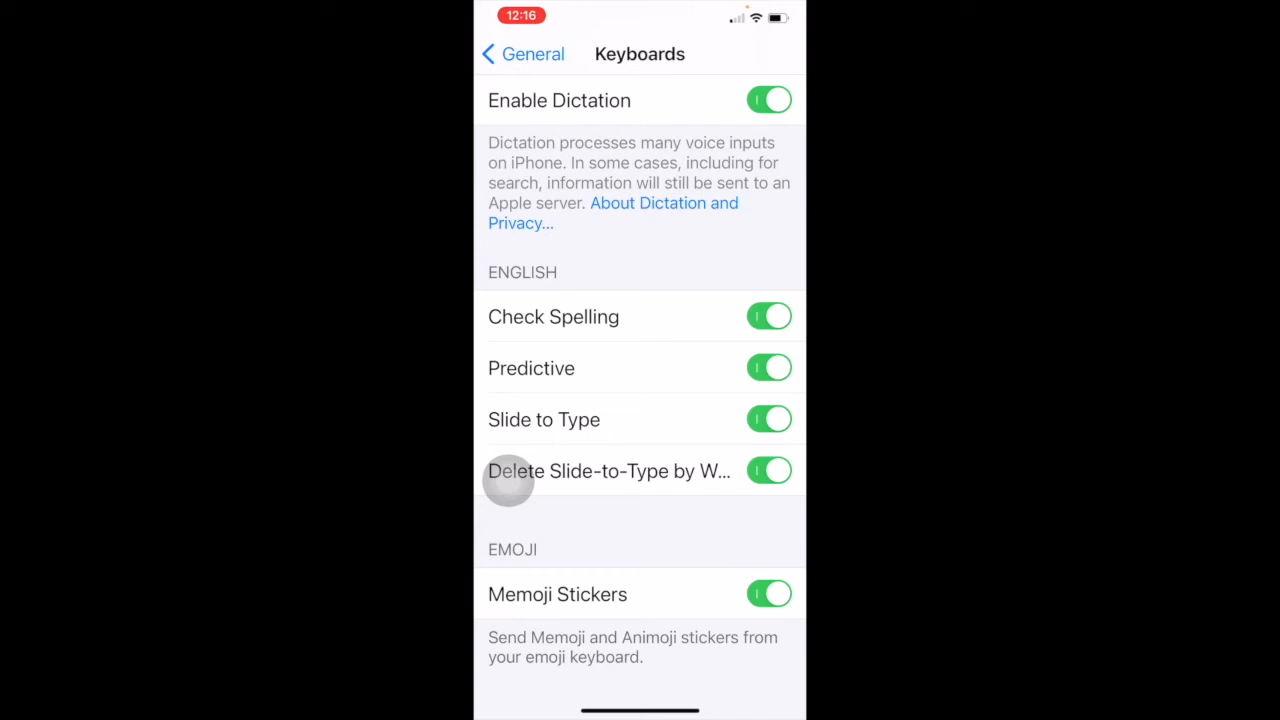 12:16
General
Keyboards
Enable Dictation
Dictation processes many voice inputs
on iPhone. In some cases, including for
search, information will still be sent to an
Apple server. About Dictation and
Privacy...
ENGLISH
Check Spelling
Predictive
Slide to Type
Delete Slide-to-Type by W...
EMOJI
Memoji Stickers
Send Memoji and Animoji stickers from
your emoji keyboard.